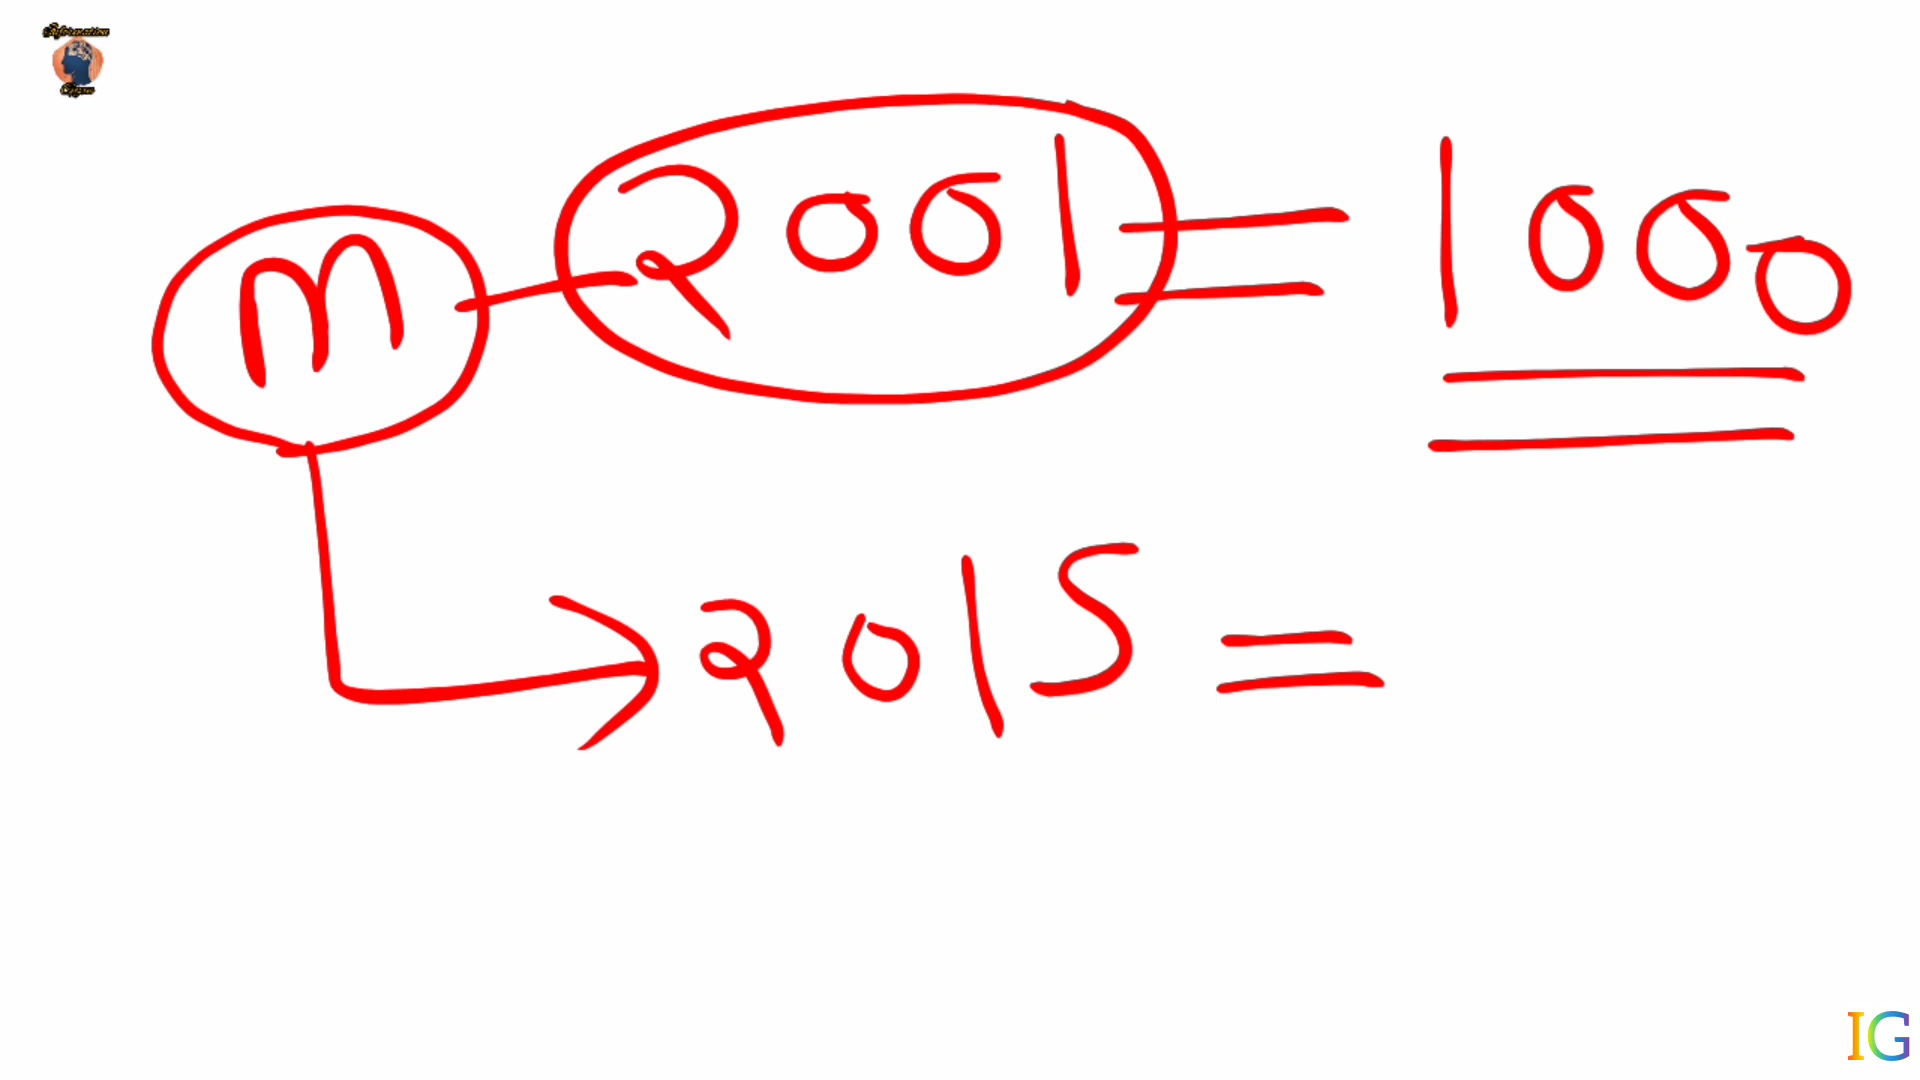 m - 2001 = 1000
2015 =
IG